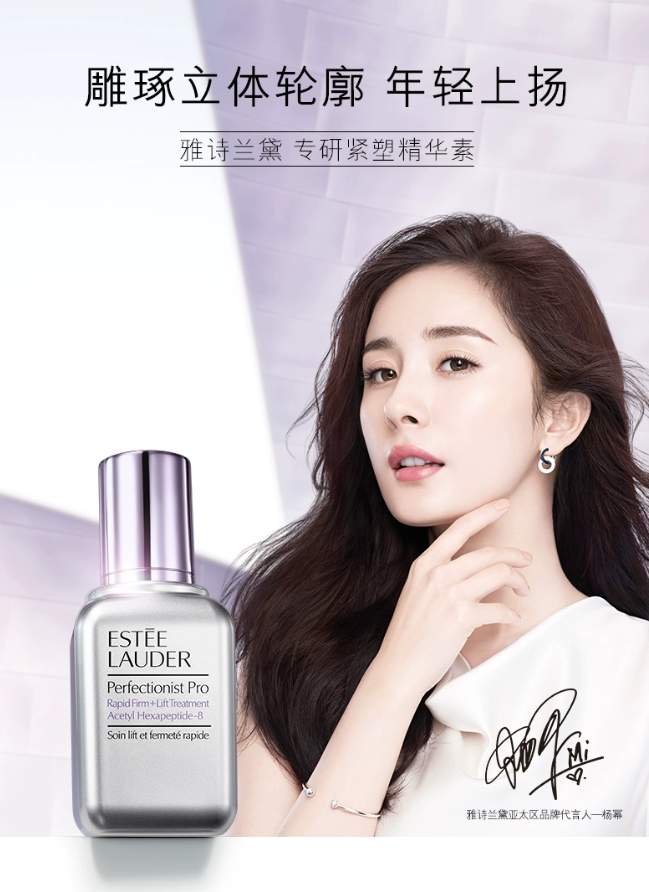 雕琢立体轮廓 年轻上扬
雅诗兰黛 专研紧塑精华素
ESTĒE
LAUDER
Perfectionist Pro
Rapid Firm+Lift Treatment
Acetyl Hexapeptide-8
Soin lift et fermeté rapide
Mi
雅诗兰黛亚太区品牌代言人—杨幂